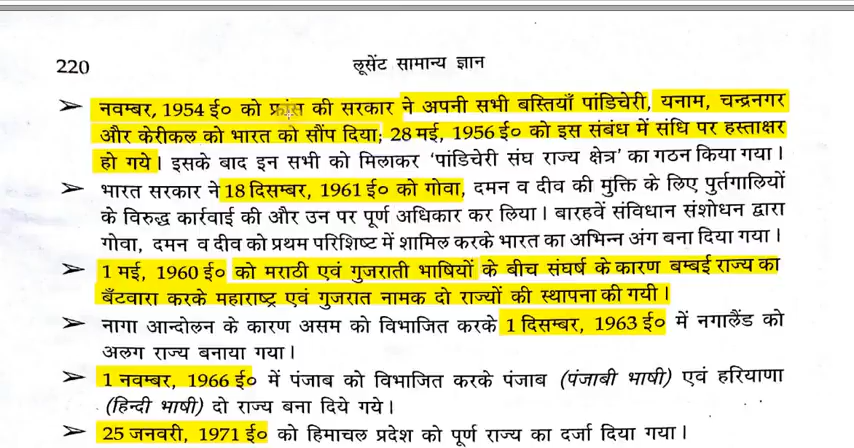 220 लूसेंट सामान्य ज्ञान
➢ नवम्बर, 1954 ई० को फ्रांस की सरकार ने अपनी सभी बस्तियाँ पांडिचेरी, यनाम, चन्द्रनगर
और केरीकल को भारत को सौंप दिया; 28 मई, 1956 ई० को इस संबंध में संधि पर हस्ताक्षर
हो गये। इसके बाद इन सभी को मिलाकर 'पांडिचेरी संघ राज्य क्षेत्र' का गठन किया गया।
➢ भारत सरकार ने 18 दिसम्बर, 1961 ई० को गोवा, दमन व दीव की मुक्ति के लिए पुर्तगालियों
के विरुद्ध कार्रवाई की और उन पर पूर्ण अधिकार कर लिया। बारहवें संविधान संशोधन द्वारा
गोवा, दमन व दीव को प्रथम परिशिष्ट में शामिल करके भारत का अभिन्न अंग बना दिया गया।
➢ 1 मई, 1960 ई० को मराठी एवं गुजराती भाषियों के बीच संघर्ष के कारण बम्बई राज्य का
बँटवारा करके महाराष्ट्र एवं गुजरात नामक दो राज्यों की स्थापना की गयी।
➢ नागा आन्दोलन के कारण असम को विभाजित करके 1 दिसम्बर, 1963 ई० में नगालैंड को
अलग राज्य बनाया गया।
➢ 1 नवम्बर, 1966 ई० में पंजाब को विभाजित करके पंजाब (पंजाबी भाषी) एवं हरियाणा
(हिन्दी भाषी) दो राज्य बना दिये गये।
➢ 25 जनवरी, 1971 ई० को हिमाचल प्रदेश को पूर्ण राज्य का दर्जा दिया गया।